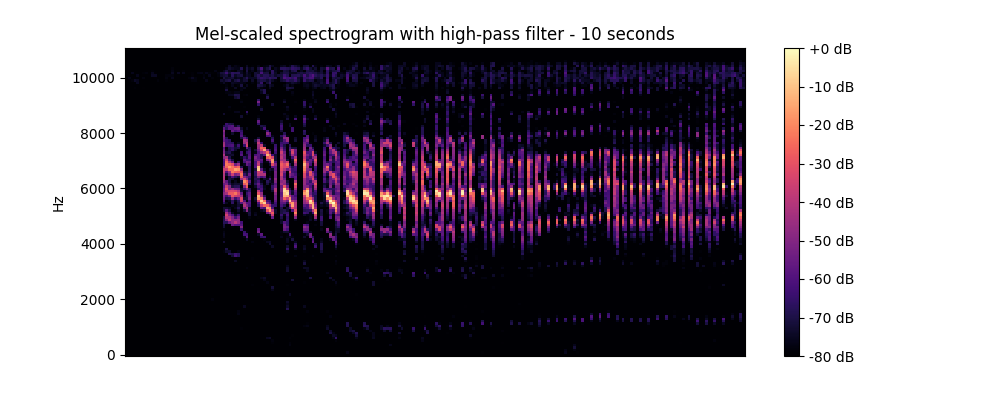 Mel-scaled spectrogram with high-pass filter - 10 seconds
Hz
10000
8000
6000
4000
2000
0
+0 dB
-10 dB
-20 dB
-30 dB
-40 dB
-50 dB
-60 dB
-70 dB
-80 dB